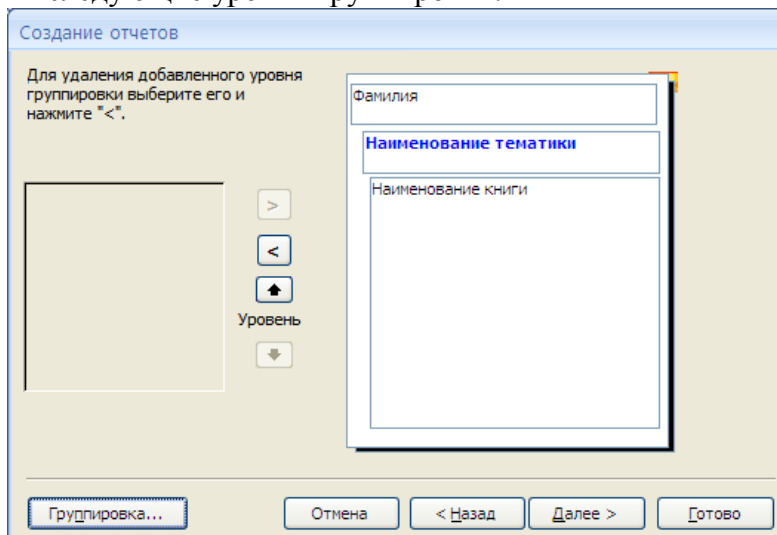 Создание отчетов
Для удаления добавленного уровня
группировки выберите его и
нажмите "<".
Фамилия
Наименование тематики
Наименование книги
>
<
Уровень
Группировка...
Отмена
< Назад
Далее >
Готово